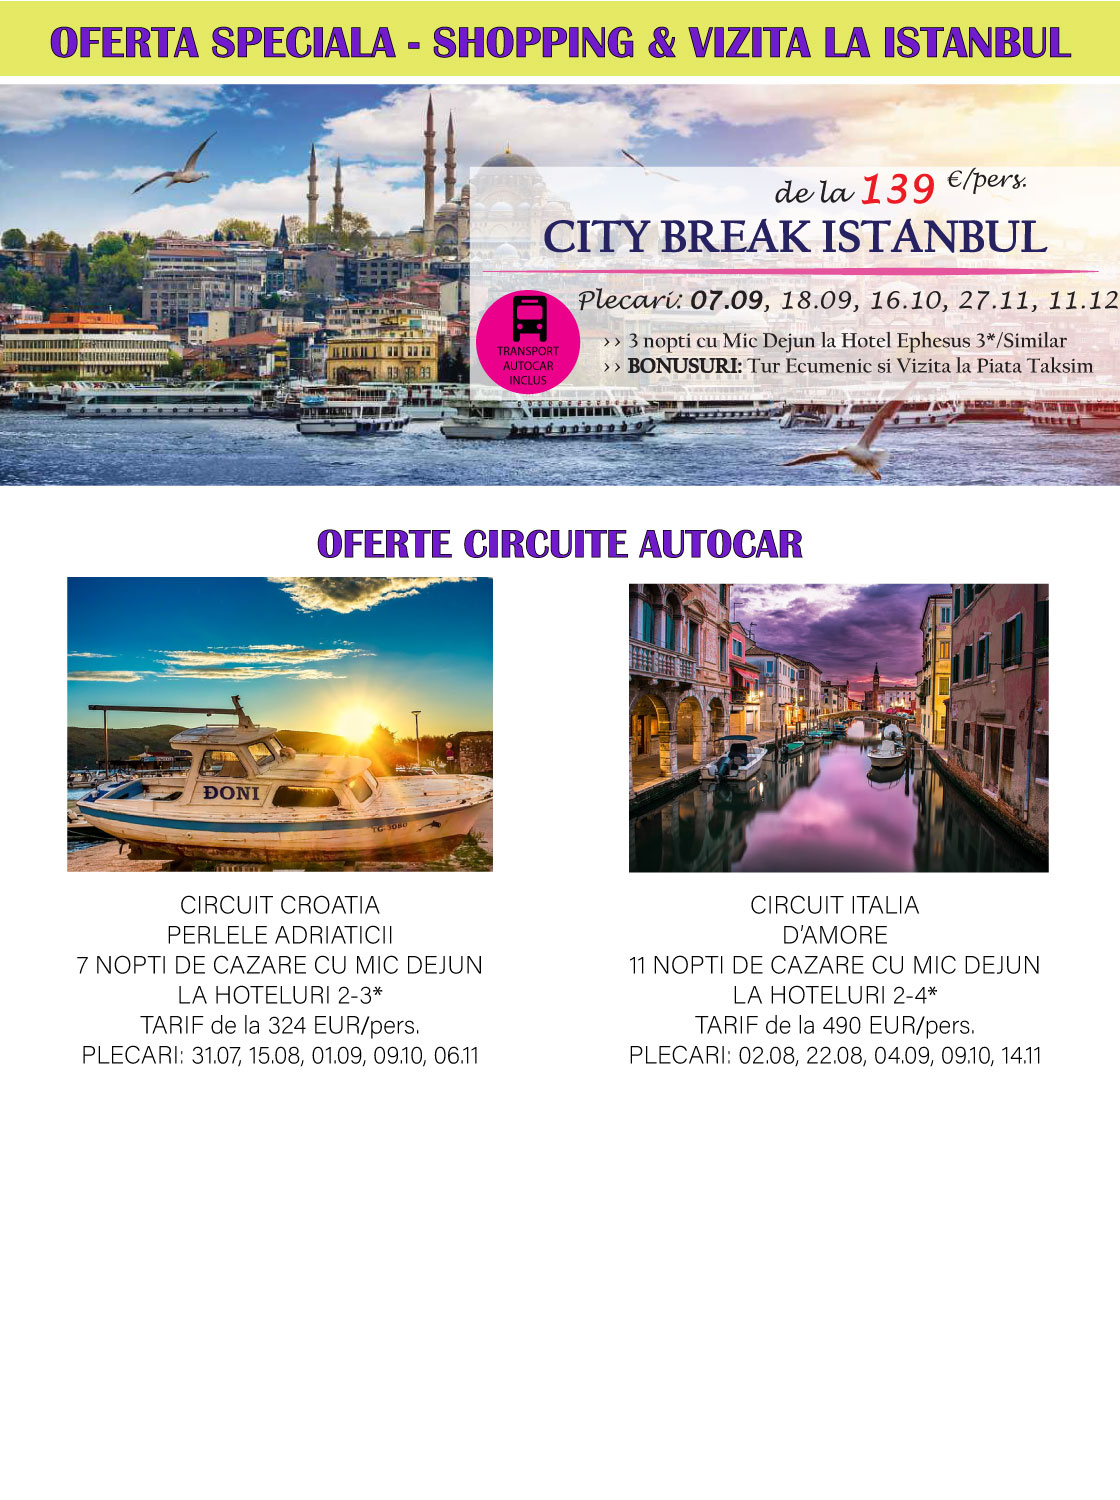 OFERTA SPECIALA - SHOPPING & VIZITA LA ISTANBUL
de la 139 €/pers.
CITY BREAK ISTANBUL
Plecari: 07.09, 18.09, 16.10, 27.11, 11.12
TRANSPORT
AUTOCAR
INCLUS
›› 3 nopti cu Mic Dejun la Hotel Ephesus 3*/Similar
›› BONUSURI: Tur Ecumenic si Vizita la Piata Taksim
OFERTE CIRCUITE AUTOCAR
ĐONI
TG. 3080
CIRCUIT CROATIA
PERLELE ADRIATICII
7 NOPTI DE CAZARE CU MIC DEJUN
LA HOTELURI 2-3*
TARIF de la 324 EUR/pers.
PLECARI: 31.07, 15.08, 01.09, 09.10, 06.11
CIRCUIT ITALIA
D’AMORE
11 NOPTI DE CAZARE CU MIC DEJUN
LA HOTELURI 2-4*
TARIF de la 490 EUR/pers.
PLECARI: 02.08, 22.08, 04.09, 09.10, 14.11